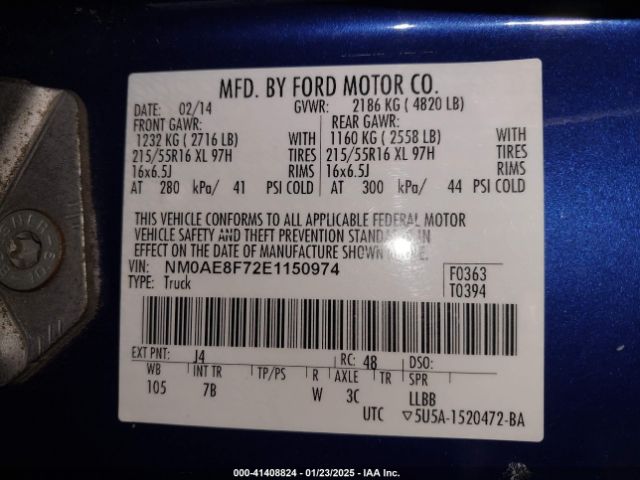 MFD. BY FORD MOTOR CO.
DATE: 02/14 GVWR: 2186 KG ( 4820 LB)
FRONT GAWR: REAR GAWR:
1232 KG ( 2716 LB) WITH 1160 KG ( 2558 LB) WITH
215/55R16 XL 97H TIRES 215/55R16 XL 97H TIRES
16x6.5J RIMS 16x6.5J RIMS
AT 280 kPa/ 41 PSI COLD AT 300 kPa/ 44 PSI COLD
THIS VEHICLE CONFORMS TO ALL APPLICABLE FEDERAL MOTOR
VEHICLE SAFETY AND THEFT PREVENTION STANDARDS IN
EFFECT ON THE DATE OF MANUFACTURE SHOWN ABOVE.
VIN: NM0AE8F72E1150974 F0363
TYPE: Truck T0394
EXT PNT: J4 RC: 48 DSO:
WB INT TR TP/PS R AXLE TR SPR
105 7B W 3C LLBB
UTC ▽5U5A-1520472-BA
000-41408824 - 01/23/2025 - IAAI.COM